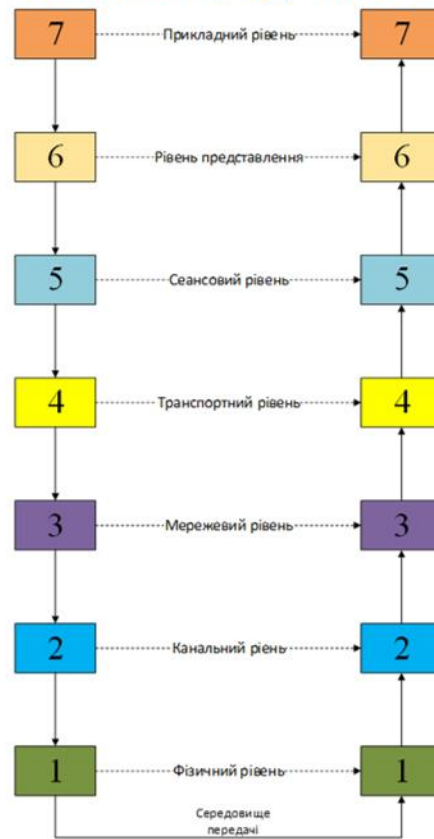 7 Прикладний рівень 7
6 Рівень представлення 6
5 Сеансовий рівень 5
4 Транспортний рівень 4
3 Мережевий рівень 3
2 Канальний ріень 2
1 Фізичний рівень 1
Середовище
передачі